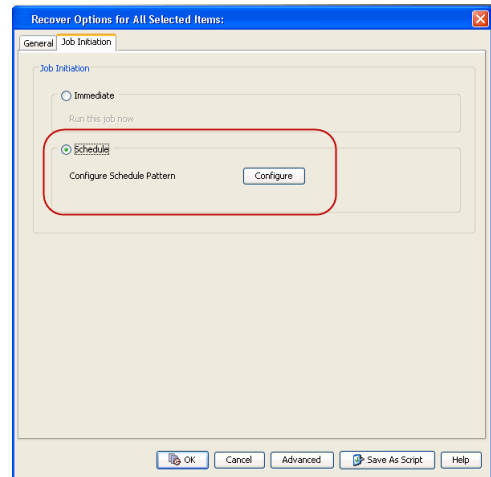 Recover Options for All Selected Items:
General Job Initiation
Job Initiation
Immediate
Run this job now
Schedule
Configure Schedule Pattern Configure
OK Cancel Advanced Save As Script Help